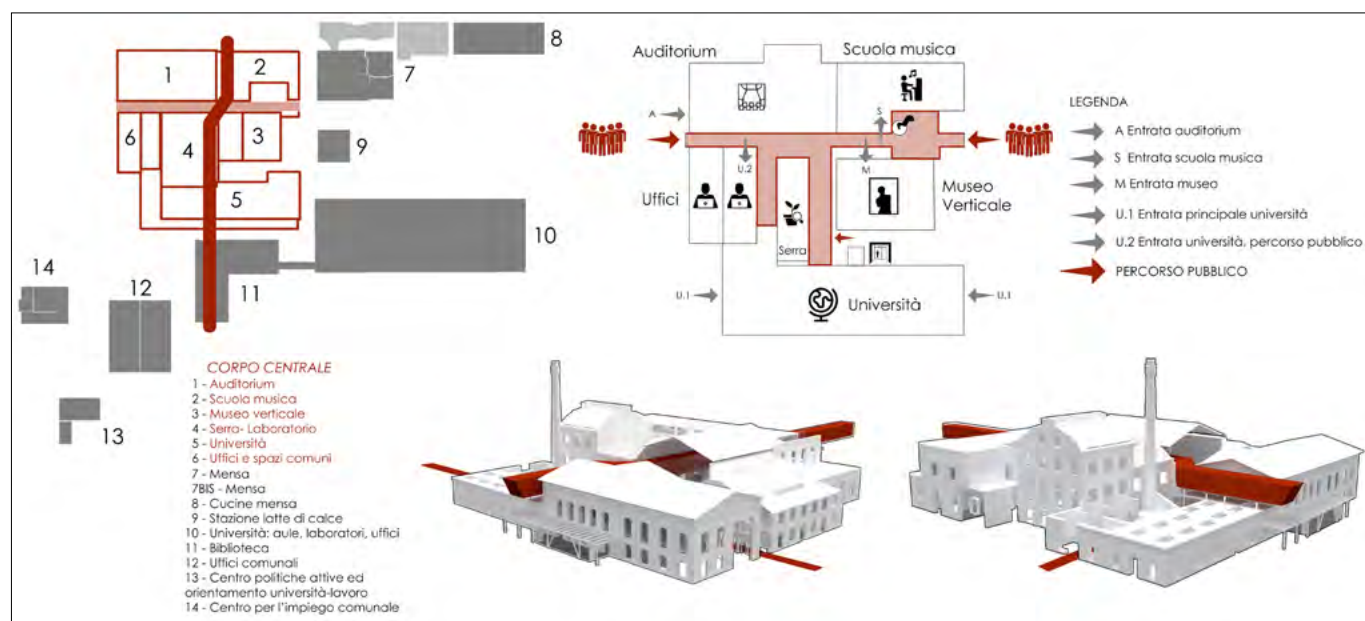 1
2
8
7
6
4
3
9
5
10
14
12
11
13
CORPO CENTRALE
1 - Auditorium
2 - Scuola musica
3 - Museo verticale
4 - Serra- Laboratorio
5 - Università
6 - Uffici e spazi comuni
7 - Mensa
7BIS - Mensa
8 - Cucine mensa
9 - Stazione latte di calce
10 - Università: aule, laboratori, uffici
11 - Biblioteca
12 - Uffici comunali
13 - Centro politiche attive ed
orientamento università-lavoro
14 - Centro per l'impiego comunale
Auditorium
Scuola musica
A
S
U.2
M
Uffici
Museo
Verticale
Serra
U.1
Università
U.1
LEGENDA
A Entrata auditorium
S Entrata scuola musica
M Entrata museo
U.1 Entrata principale università
U.2 Entrata università, percorso pubblico
PERCORSO PUBBLICO